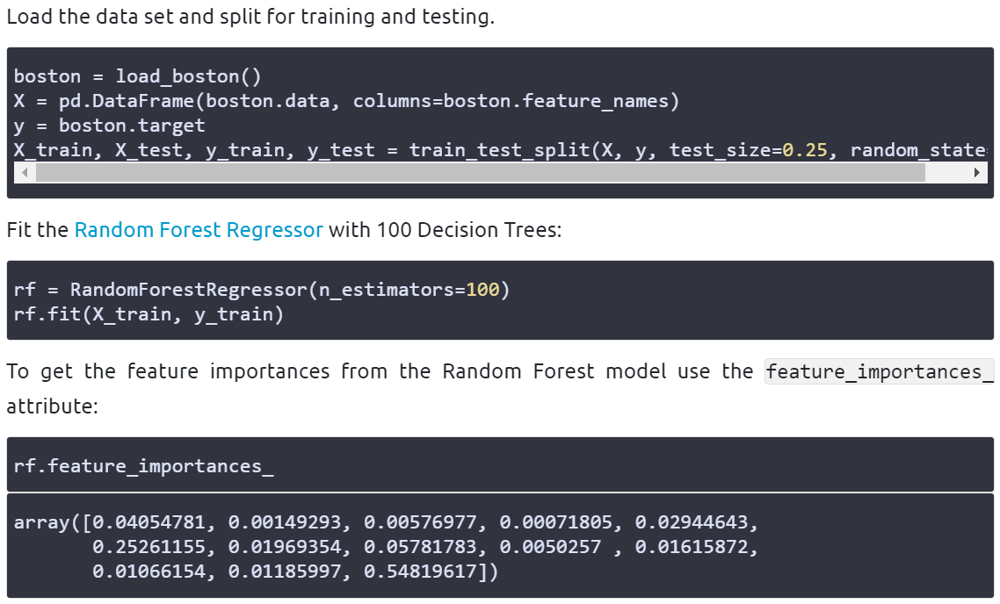 Load the data set and split for training and testing.
boston = load_boston()
X = pd.DataFrame(boston.data, columns=boston.feature_names)
y = boston.target
X_train, X_test, y_train, y_test = train_test_split(X, y, test_size=0.25, random_state=
Fit the Random Forest Regressor with 100 Decision Trees:
rf = RandomForestRegressor(n_estimators=100)
rf.fit(X_train, y_train)
To get the feature importances from the Random Forest model use the feature_importances_
attribute:
rf.feature_importances_
array([0.04054781, 0.00149293, 0.00576977, 0.00071805, 0.02944643,
       0.25261155, 0.01969354, 0.05781783, 0.0050257 , 0.01615872,
       0.01066154, 0.01185997, 0.54819617])